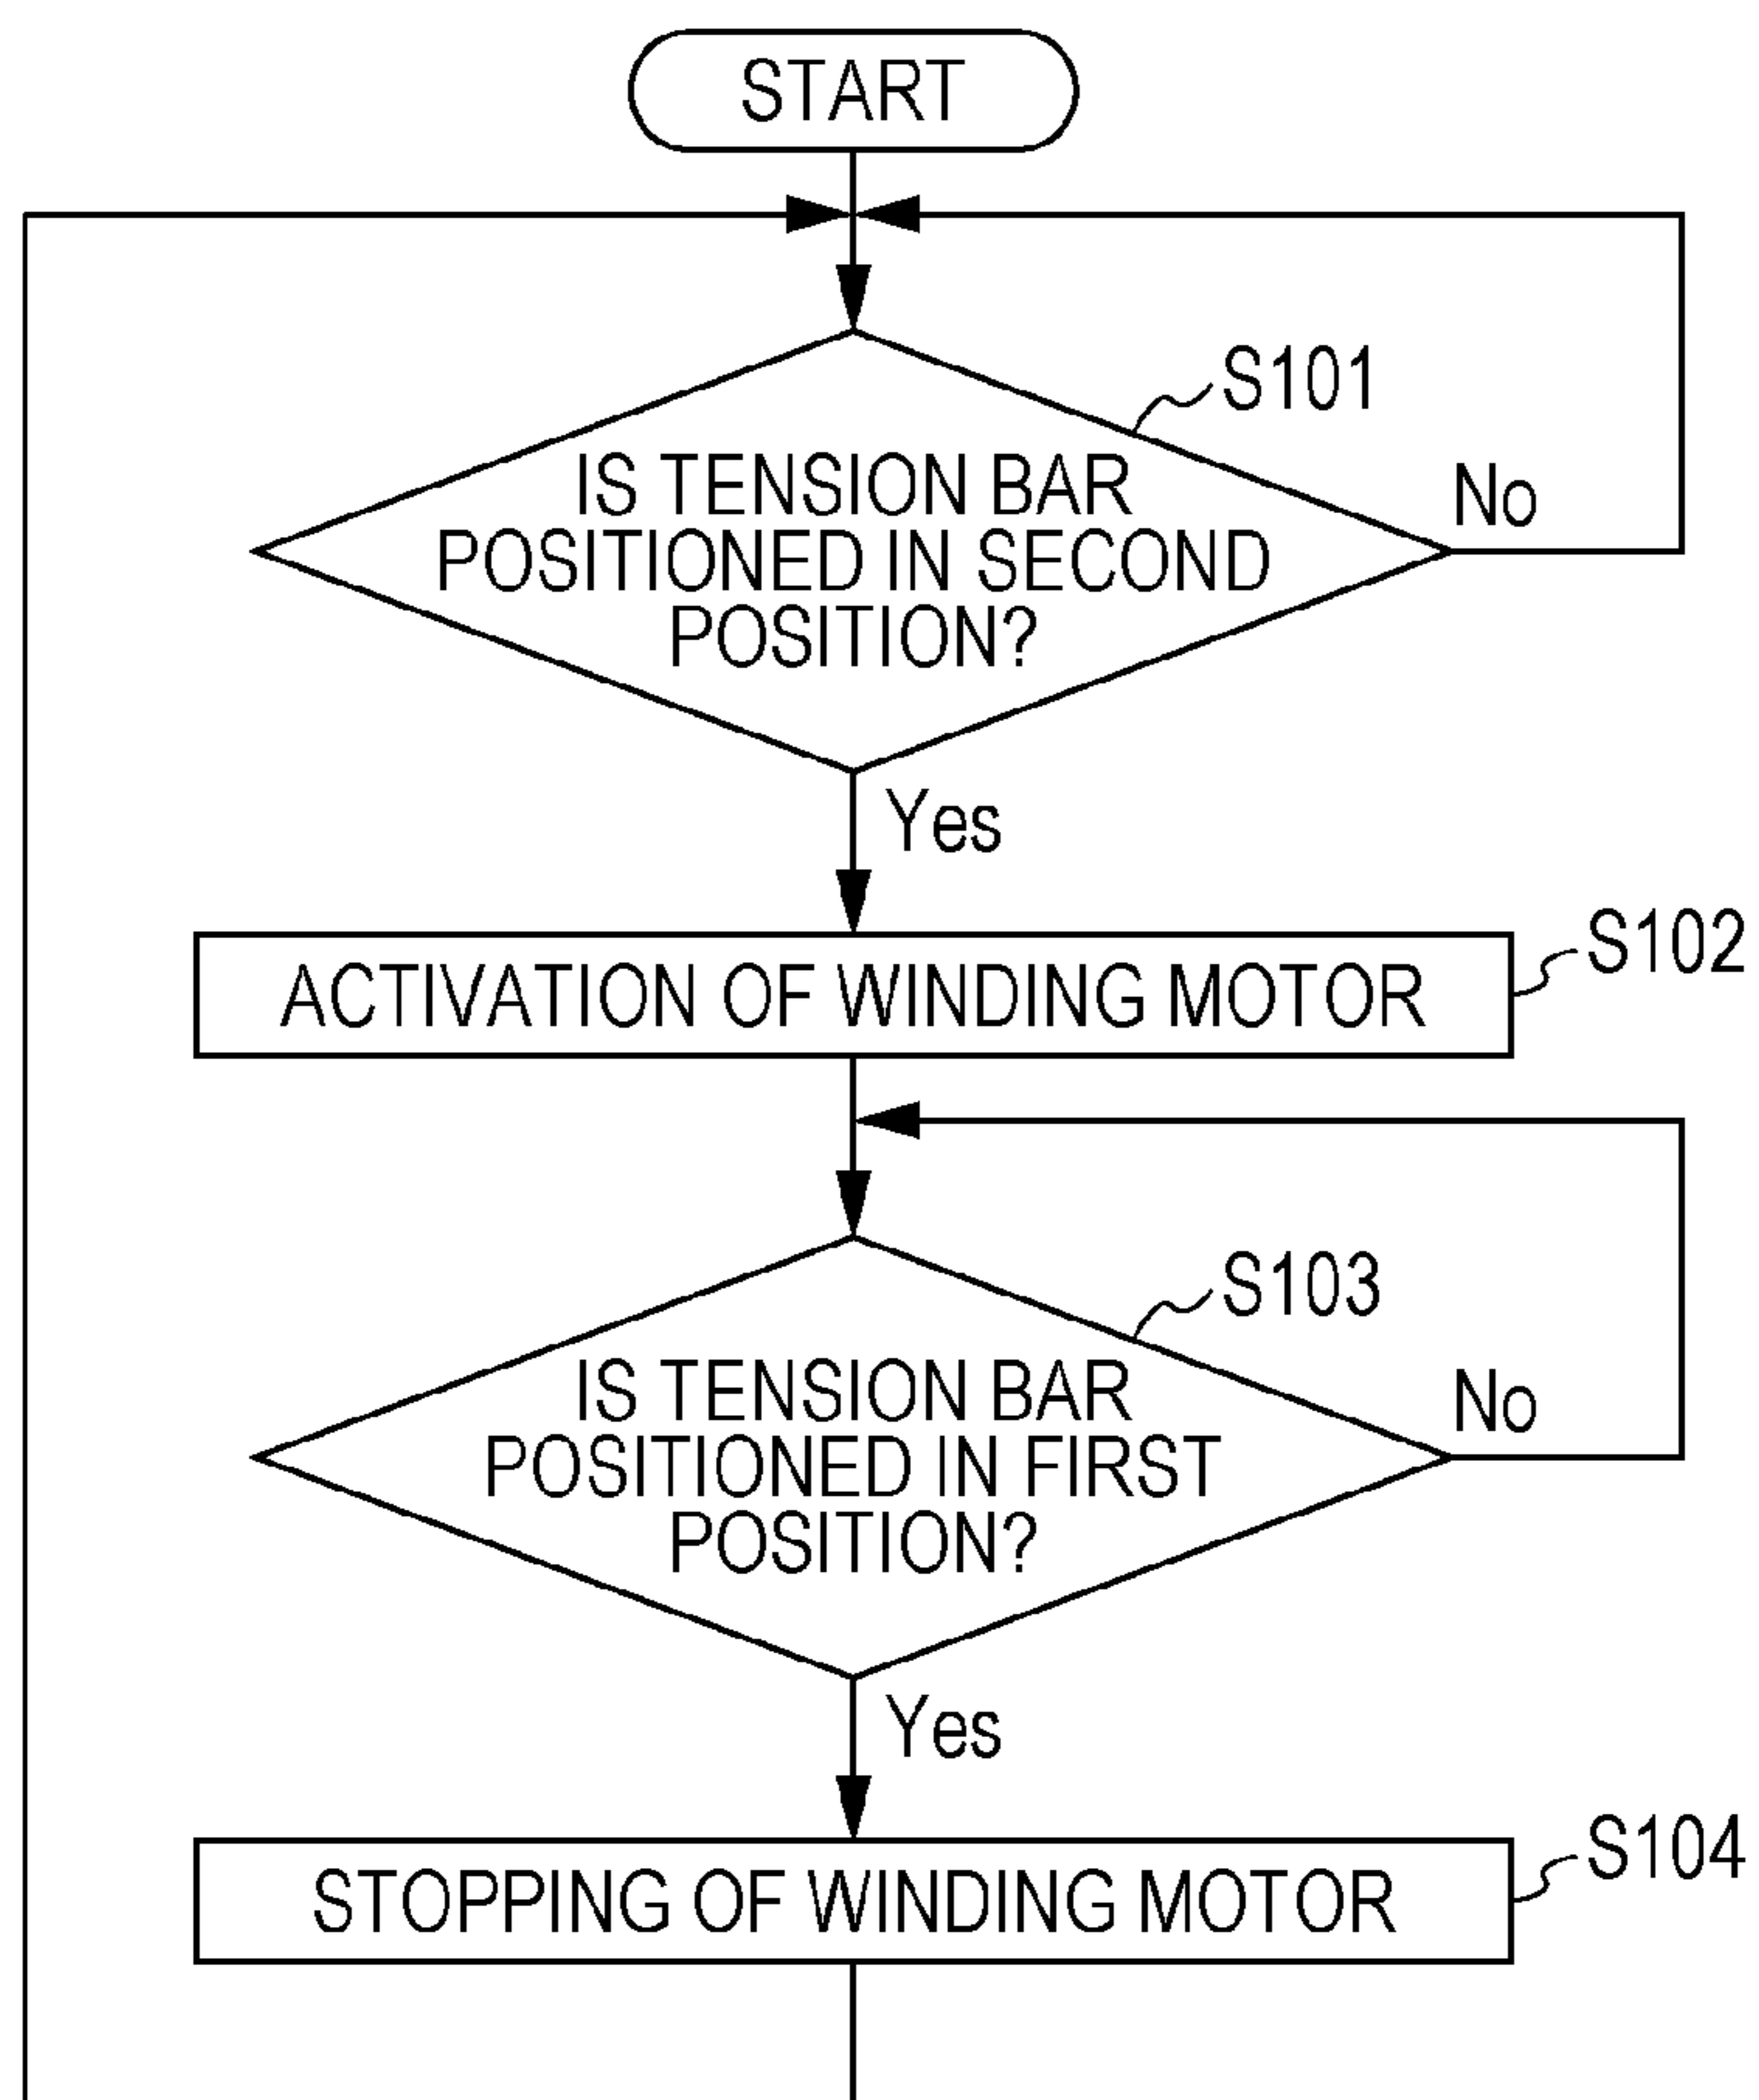 START
S101
IS TENSION BAR
POSITIONED IN SECOND
POSITION?
No
Yes
ACTIVATION OF WINDING MOTOR
S102
S103
IS TENSION BAR
POSITIONED IN FIRST
POSITION?
No
Yes
STOPPING OF WINDING MOTOR
S104